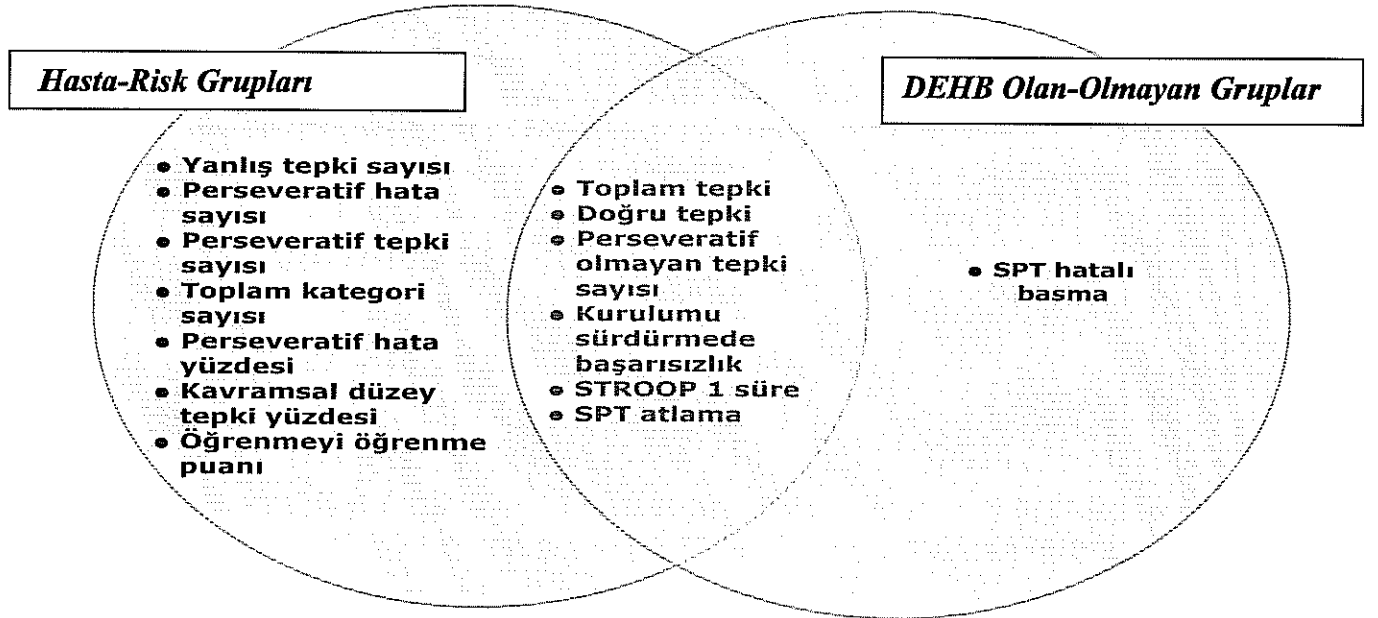 Hasta-Risk Grupları
DEHB Olan-Olmayan Gruplar
● Yanlış tepki sayısı
● Perseveratif hata
sayısı
● Perseveratif tepki
sayısı
● Toplam kategori
sayısı
● Perseveratif hata
yüzdesi
● Kavramsal düzey
tepki yüzdesi
● Öğrenmeyi öğrenme
puanı
● Toplam tepki
● Doğru tepki
● Perseveratif
olmayan tepki
sayısı
● Kurulumu
sürdürmede
başarısızlık
● STROOP 1 süre
● SPT atlama
● SPT hatalı
basma